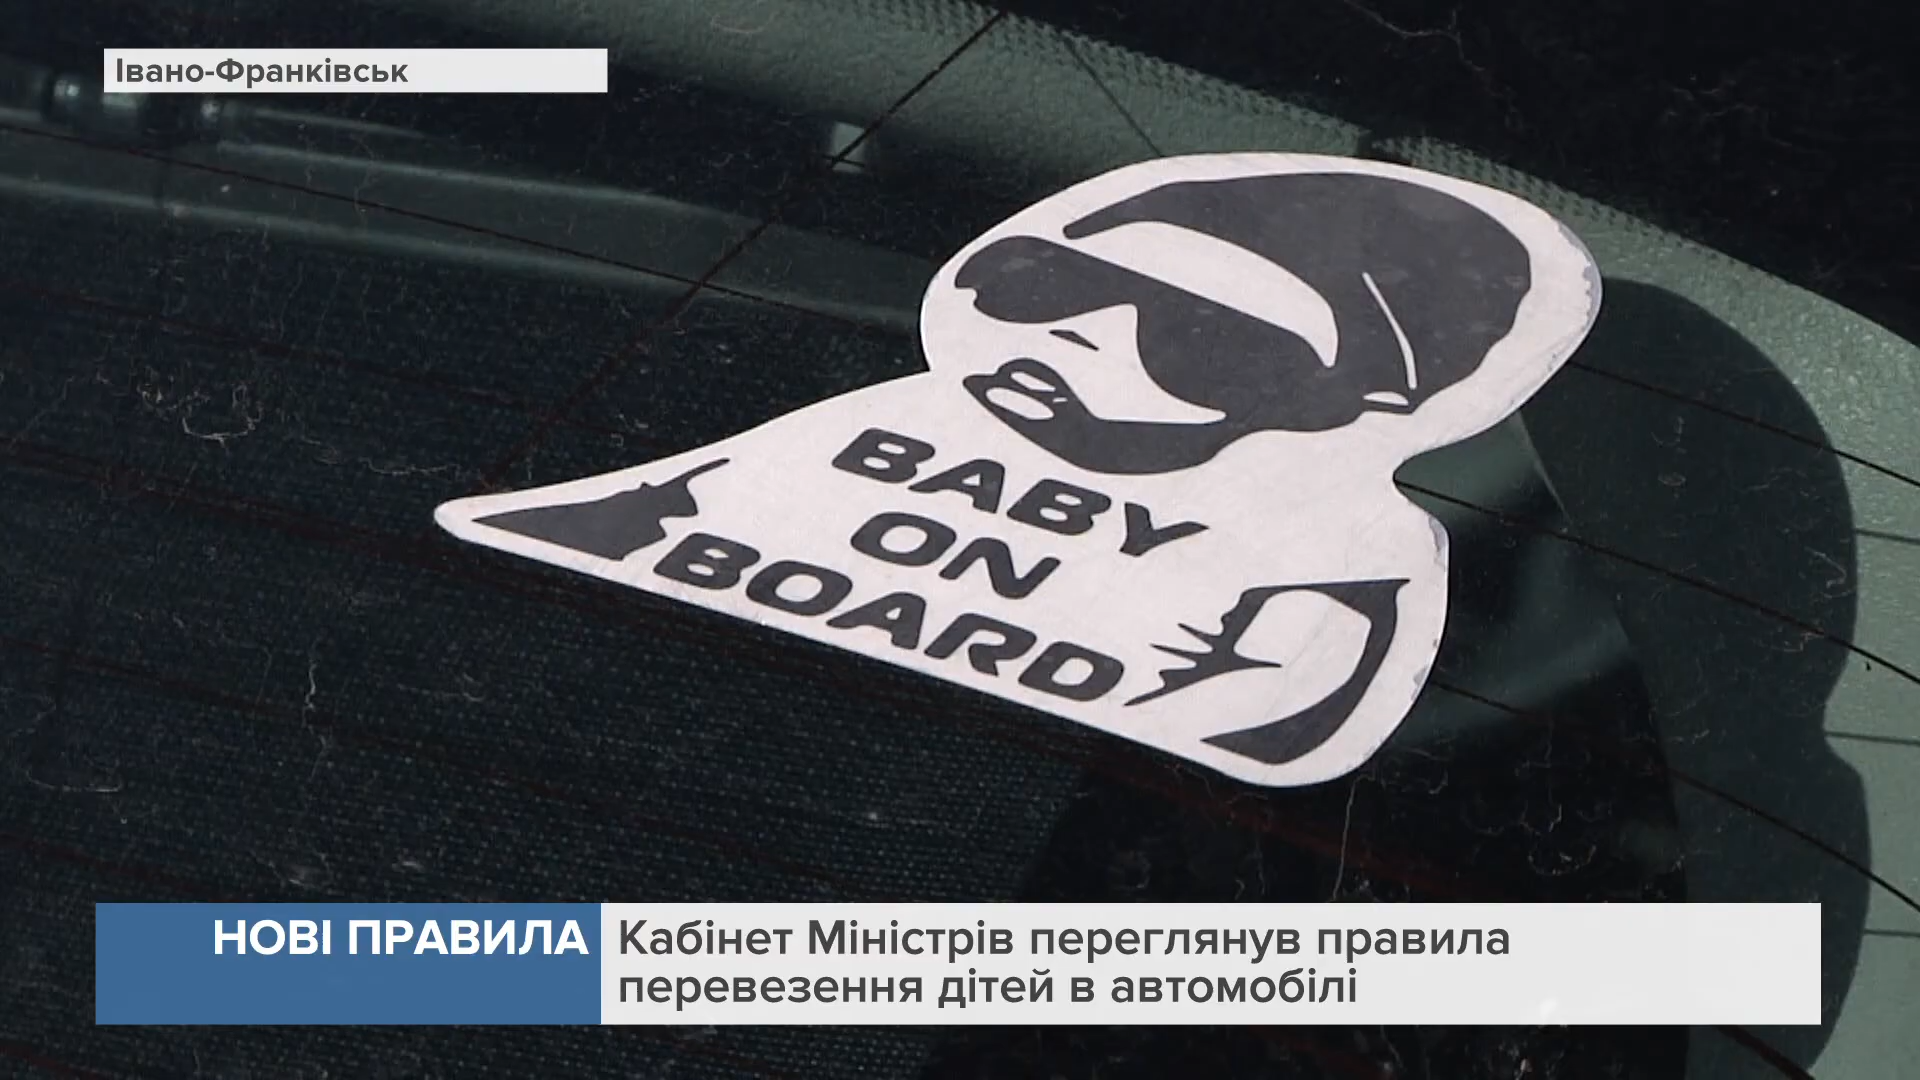 Івано-Франківськ
BABY
ON
BOARD
НОВІ ПРАВИЛА
Кабінет Міністрів переглянув правила
перевезення дітей в автомобілі